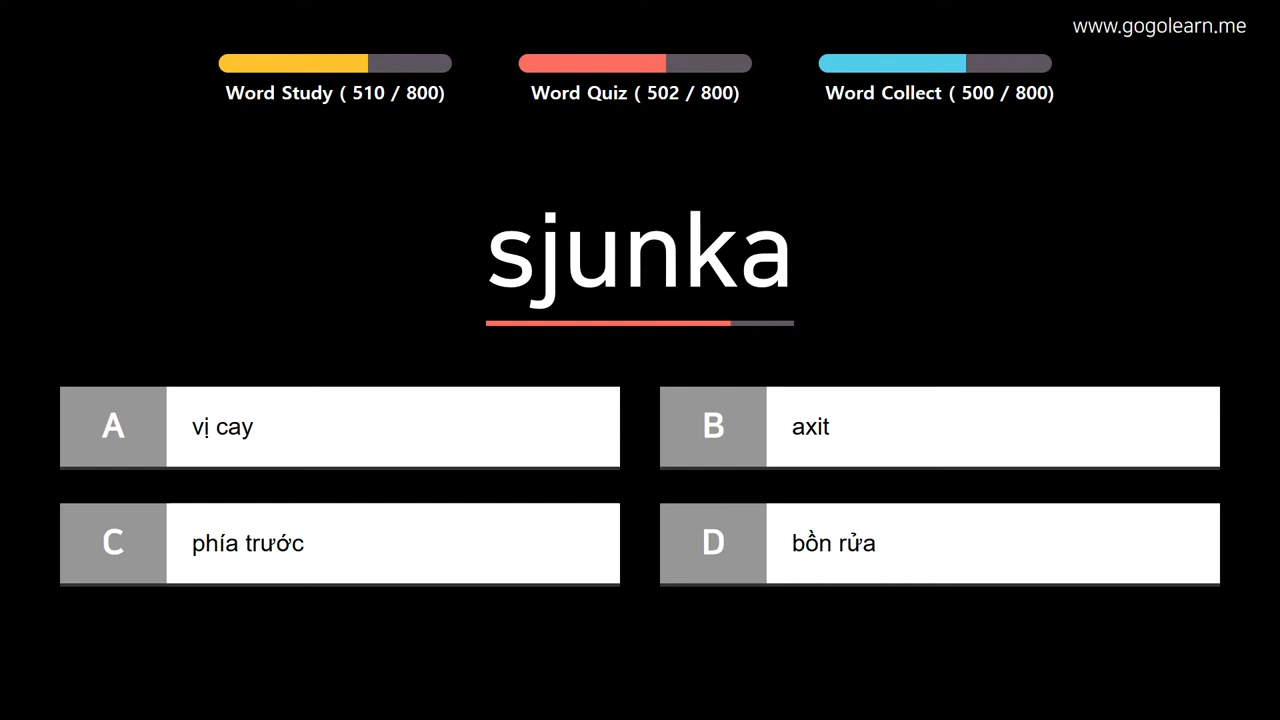 www.gogolearn.me
Word Study ( 510 / 800)
Word Quiz ( 502 / 800)
Word Collect ( 500 / 800)
sjunka
A vị cay
B axit
C phía trước
D bồn rửa